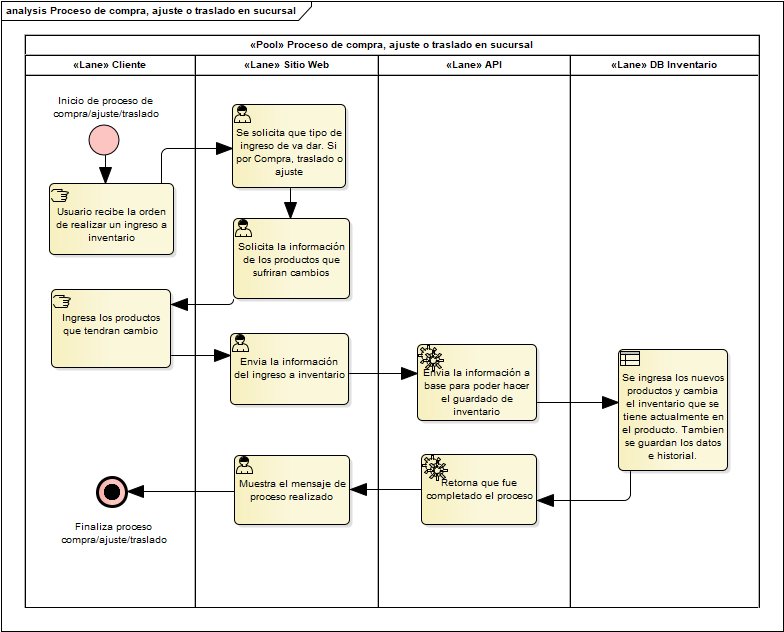 analysis Proceso de compra, ajuste o traslado en sucursal
«Pool» Proceso de compra, ajuste o traslado en sucursal
«Lane» Cliente
«Lane» Sitio Web
«Lane» API
«Lane» DB Inventario
Inicio de proceso de
compra/ajuste/traslado
Usuario recibe la orden
de realizar un ingreso a
inventario
Se solicita que tipo de
ingreso de va dar. Si
por Compra, traslado o
ajuste
Solicita la información
de los productos que
sufriran cambios
Ingresa los productos
que tendran cambio
Envia la información
del ingreso a inventario
Envia la información a
base para poder hacer
el guardado de
inventario
Se ingresa los nuevos
productos y cambia
el inventario que se
tiene actualmente en
el producto. Tambien
se guardan los datos
e historial.
Retorna que fue
completado el proceso
Muestra el mensaje de
proceso realizado
Finaliza proceso
compra/ajuste/traslado